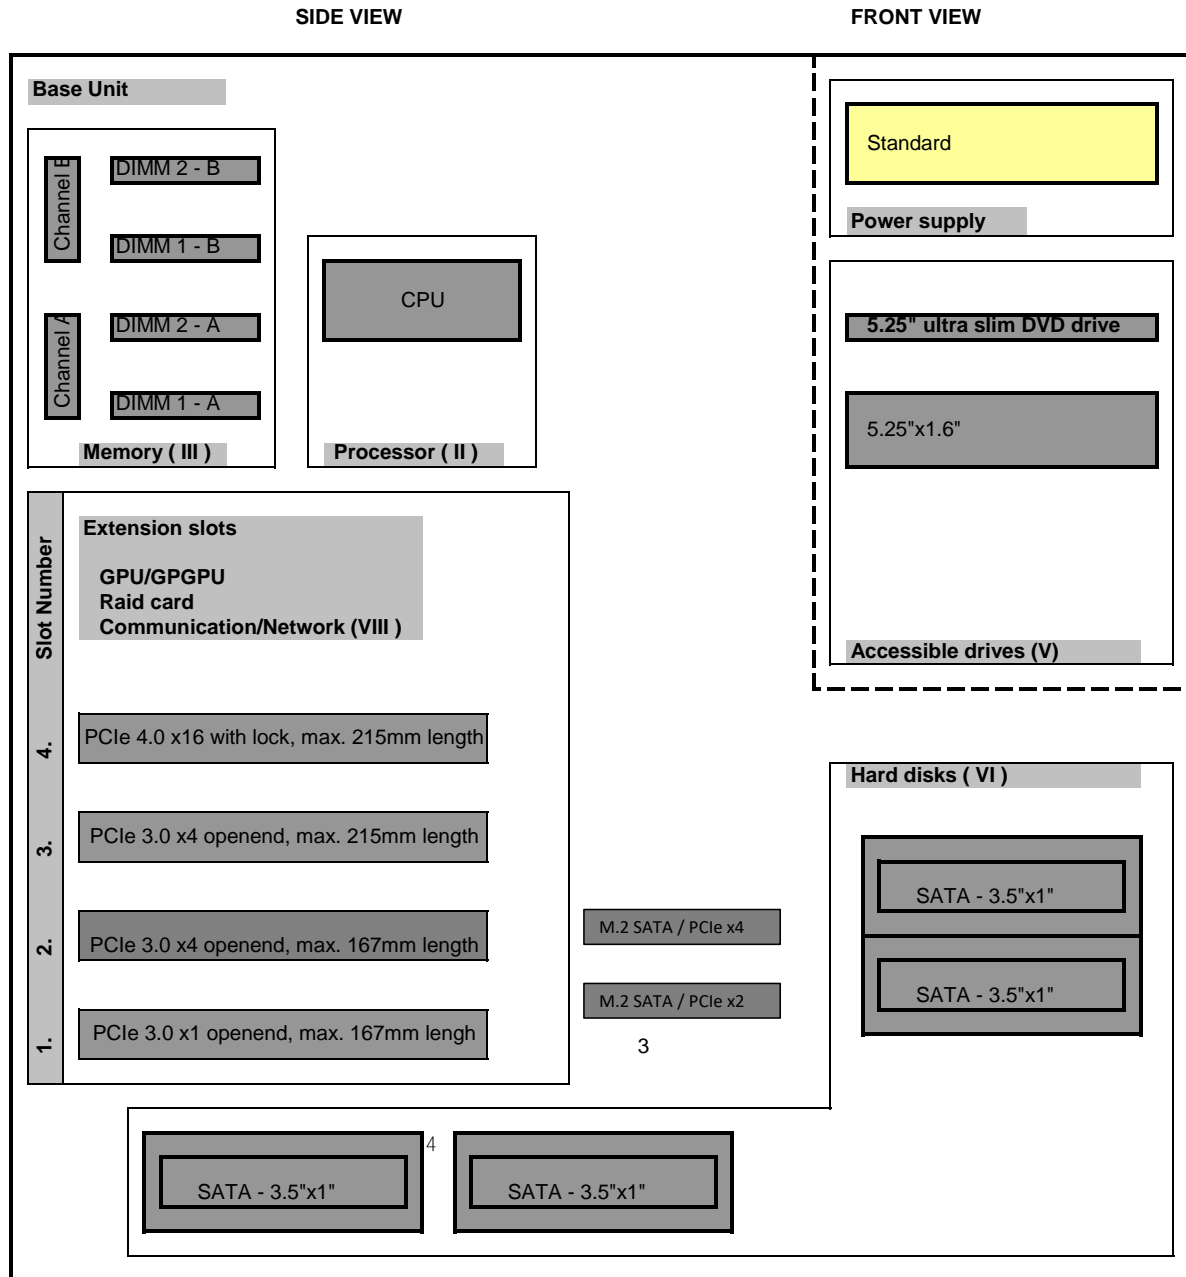 SIDE VIEW
FRONT VIEW
Base Unit
Channel B
DIMM 2 - B
DIMM 1 - B
Channel A
DIMM 2 - A
DIMM 1 - A
Memory ( III )
CPU
Processor ( II )
Standard
Power supply
5.25" ultra slim DVD drive
5.25"x1.6"
Accessible drives (V)
Slot Number
Extension slots
GPU/GPGPU
Raid card
Communication/Network (VIII )
4.
PCIe 4.0 x16 with lock, max. 215mm length
3.
PCIe 3.0 x4 openend, max. 215mm length
2.
PCIe 3.0 x4 openend, max. 167mm length
1.
PCIe 3.0 x1 openend, max. 167mm lengh
M.2 SATA / PCIe x4
M.2 SATA / PCIe x2
3
Hard disks ( VI )
SATA - 3.5"x1"
SATA - 3.5"x1"
4
SATA - 3.5"x1"
SATA - 3.5"x1"